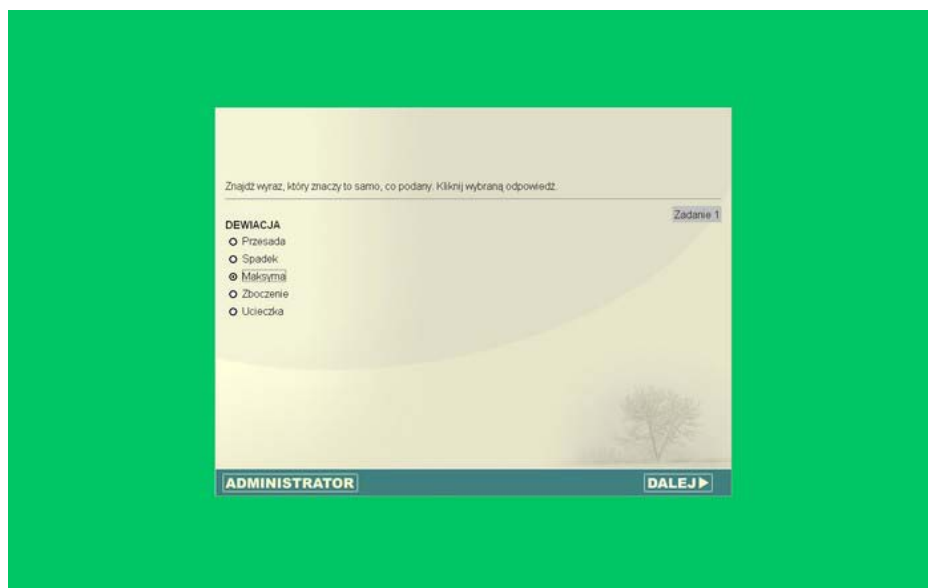 Znajdź wyraz, który znaczy to samo, co podany. Kliknij wybraną odpowiedź.
Zadanie 1
DEWIACJA
Przesada
Spadek
Maksyma
Zboczenie
Ucieczka
ADMINISTRATOR
DALEJ